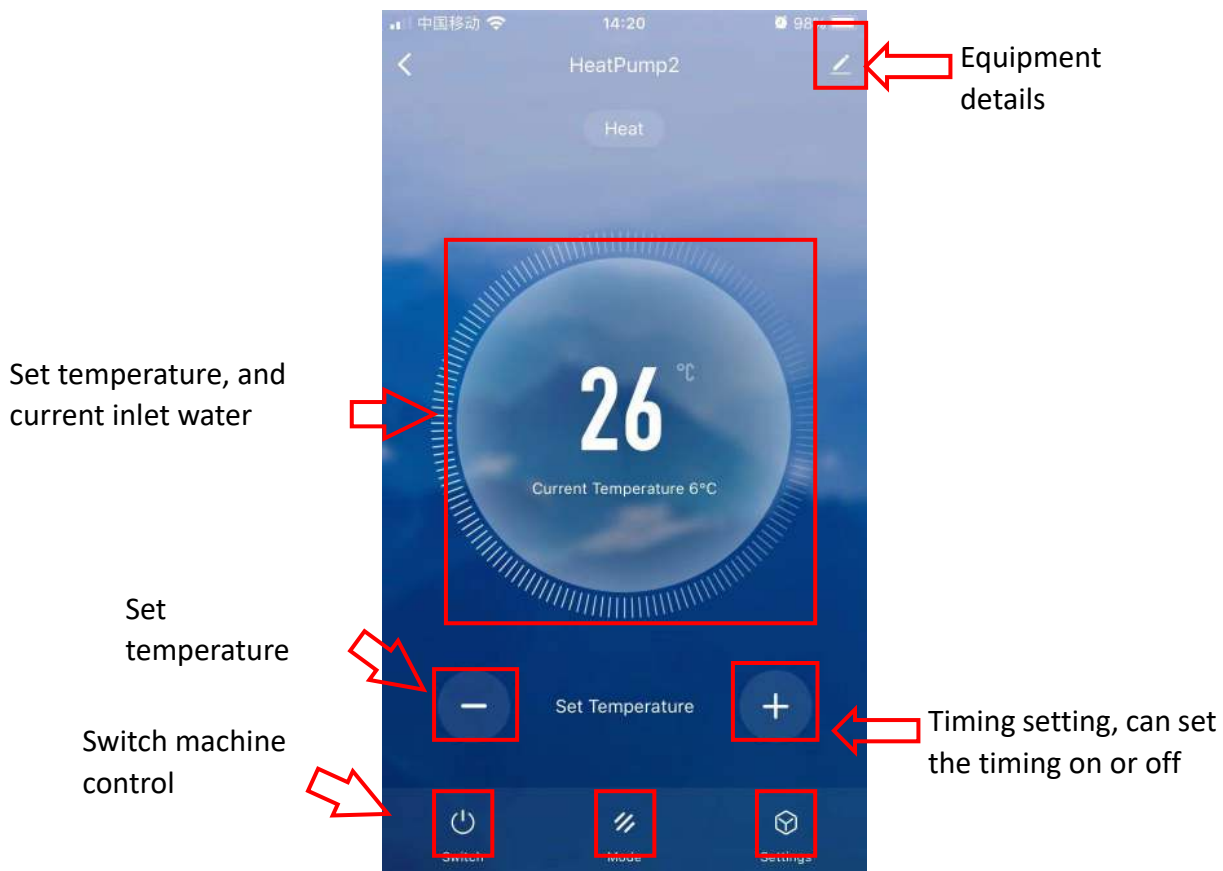 中国移动 14:20 98%
HeatPump2
Equipment
details
Heat
26 °C
Current Temperature 6°C
Set temperature, and
current inlet water
Set
temperature
Set Temperature
Timing setting, can set
the timing on or off
Switch machine
control
Switch Mode Settings